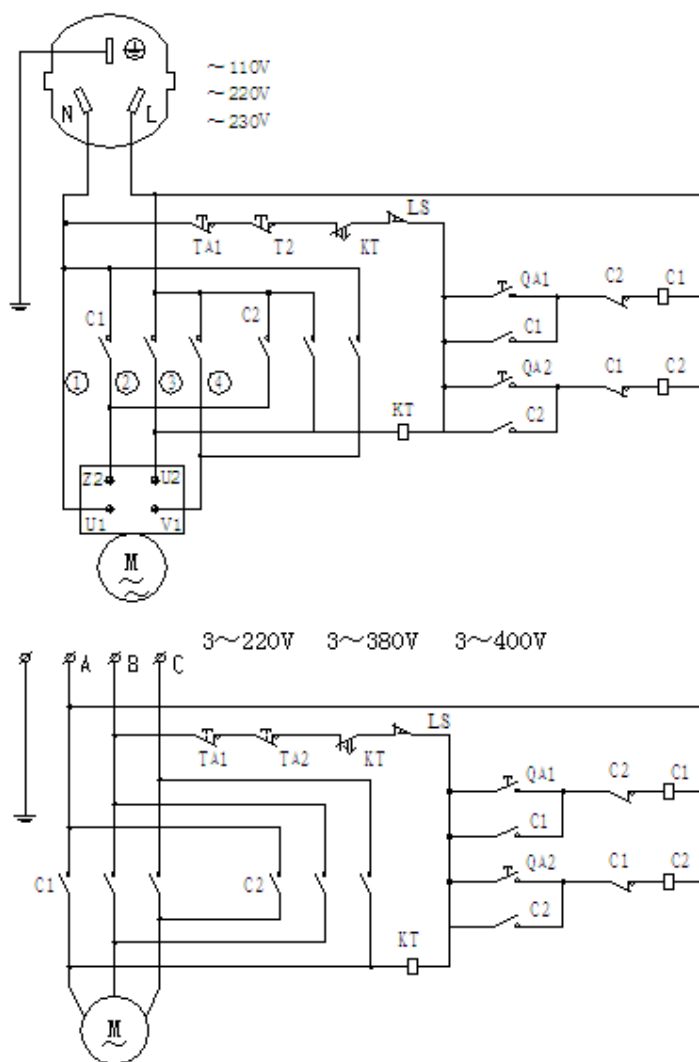 ~110V
~220V
N L ~230V
LS
TA1 T2 KT
QA1 C2 C1
C1 C2
C1
① ② ③ ④
QA2 C1 C2
KT
C2
Z2 U2
U1 V1
M
3~220V 3~380V 3~400V
A B C
LS
TA1 TA2 KT
QA1 C2 C1
C1
C1 C2
QA2 C1 C2
C2
KT
M